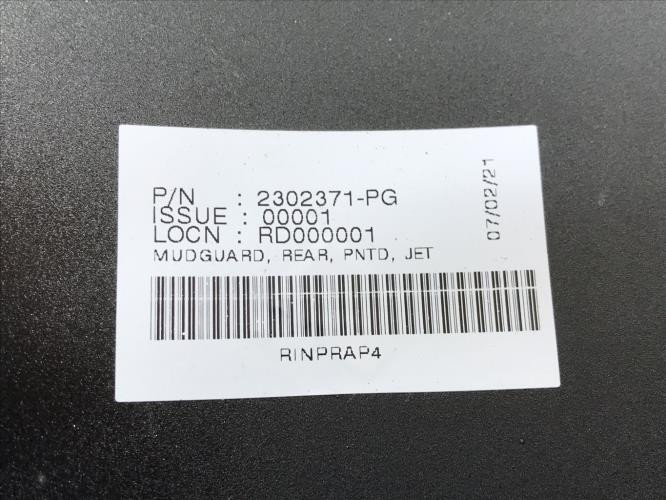 P/N : 2302371-PG
ISSUE : 00001
LOCN : RD000001
MUDGUARD, REAR, PNTD, JET
RINPRAP4
07/02/21